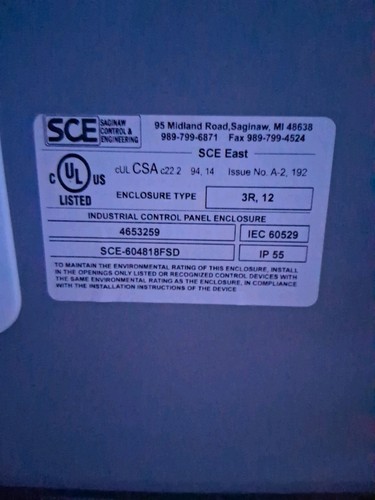 SCE SAGINAW CONTROL & ENGINEERING
95 Midland Road,Saginaw, MI 48638
989-799-6871 Fax 989-799-4524
SCE East
C UL US LISTED
cUL CSA c22.2 94, 14 Issue No. A-2, 192
ENCLOSURE TYPE 3R, 12
INDUSTRIAL CONTROL PANEL ENCLOSURE
4653259 IEC 60529
SCE-604818FSD IP 55
TO MAINTAIN THE ENVIRONMENTAL RATING OF THIS ENCLOSURE, INSTALL
IN THE OPENINGS ONLY LISTED OR RECOGNIZED CONTROL DEVICES WITH
THE SAME ENVIRONMENTAL RATING AS THE ENCLOSURE, IN COMPLIANCE
WITH THE INSTALLATION INSTRUCTIONS OF THE DEVICE